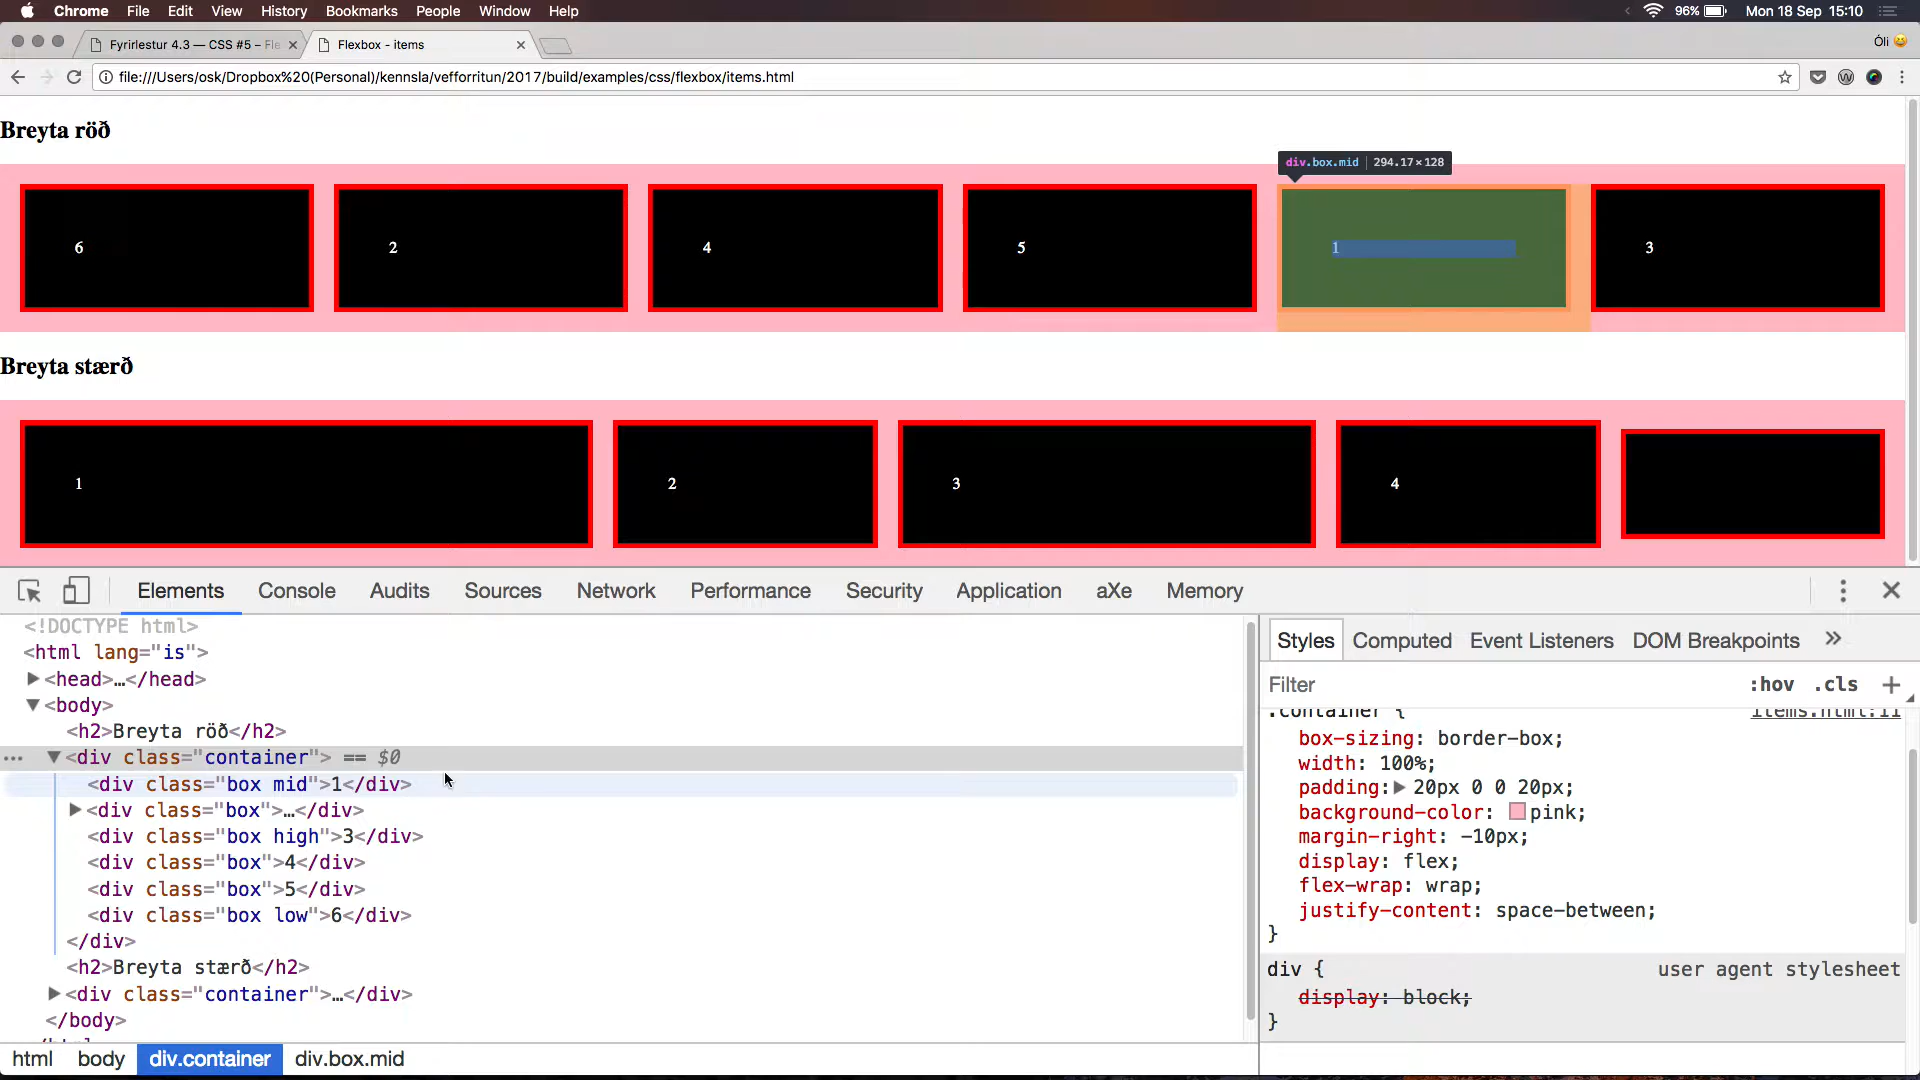 Chrome File Edit View History Bookmarks People Window Help 96% Mon 18 Sep 15:10
Fyrirlestur 4.3 — CSS #5 – Fle Flexbox - items Óli
file:///Users/osk/Dropbox%20(Personal)/kennsla/vefforritun/2017/build/examples/css/flexbox/items.html
Breyta röð
div.box.mid 294.17×128
6 2 4 5 1 3
Breyta stærð
1 2 3 4
Elements Console Audits Sources Network Performance Security Application aXe Memory
<!DOCTYPE html>
<html lang="is">
<head>…</head>
<body>
<h2>Breyta röð</h2>
<div class="container"> == $0
<div class="box mid">1</div>
<div class="box">…</div>
<div class="box high">3</div>
<div class="box">4</div>
<div class="box">5</div>
<div class="box low">6</div>
</div>
<h2>Breyta stærð</h2>
<div class="container">…</div>
</body>
html body div.container div.box.mid
Styles Computed Event Listeners DOM Breakpoints »
Filter :hov .cls +
.container { items.html:11
box-sizing: border-box;
width: 100%;
padding: 20px 0 0 20px;
background-color: pink;
margin-right: -10px;
display: flex;
flex-wrap: wrap;
justify-content: space-between;
}
div { user agent stylesheet
display: block;
}